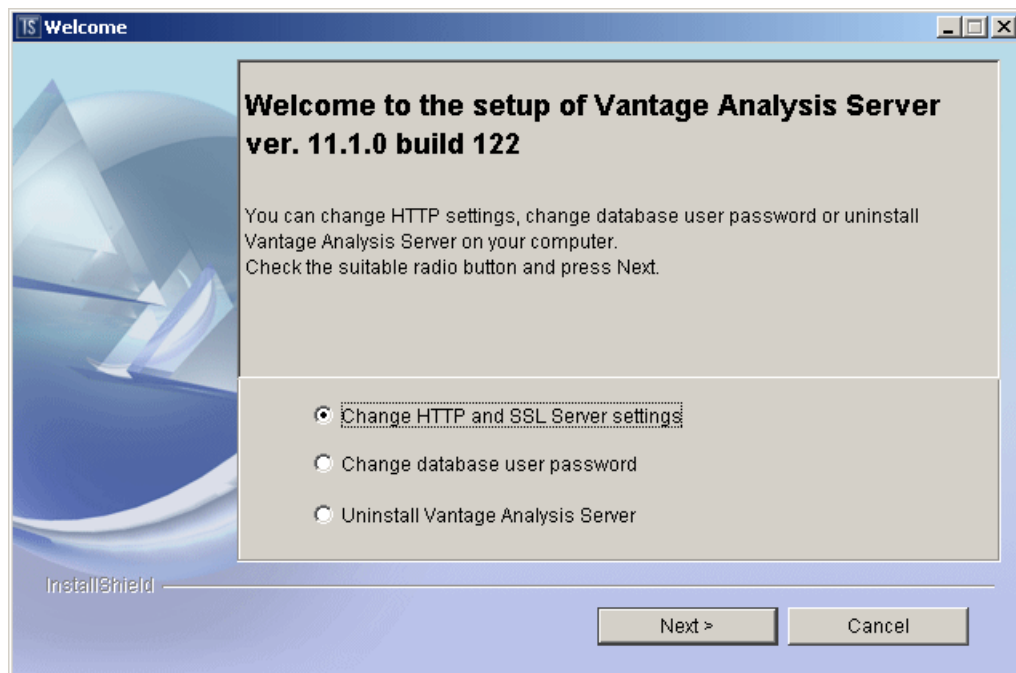 Welcome
Welcome to the setup of Vantage Analysis Server
ver. 11.1.0 build 122
You can change HTTP settings, change database user password or uninstall
Vantage Analysis Server on your computer.
Check the suitable radio button and press Next.
Change HTTP and SSL Server settings
Change database user password
Uninstall Vantage Analysis Server
InstallShield
Next >
Cancel